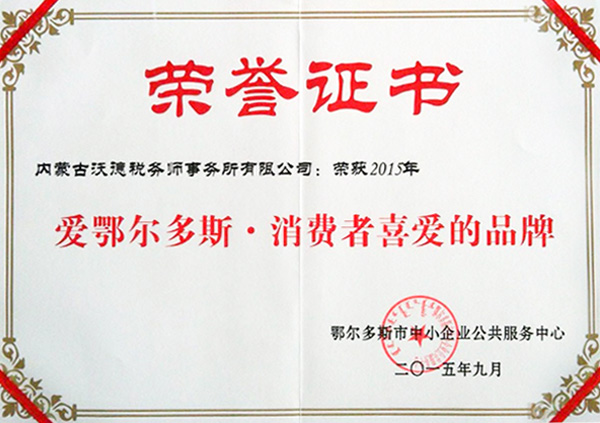 荣誉证书
内蒙古沃德税务师事务所有限公司：荣获2015年
爱鄂尔多斯·消费者喜爱的品牌
鄂尔多斯市中小企业公共服务中心
二〇一五年九月